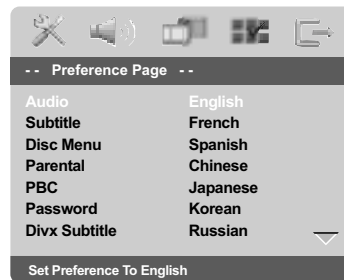 - - Preference Page - -
Audio English
Subtitle French
Disc Menu Spanish
Parental Chinese
PBC Japanese
Password Korean
Divx Subtitle Russian
Set Preference To English